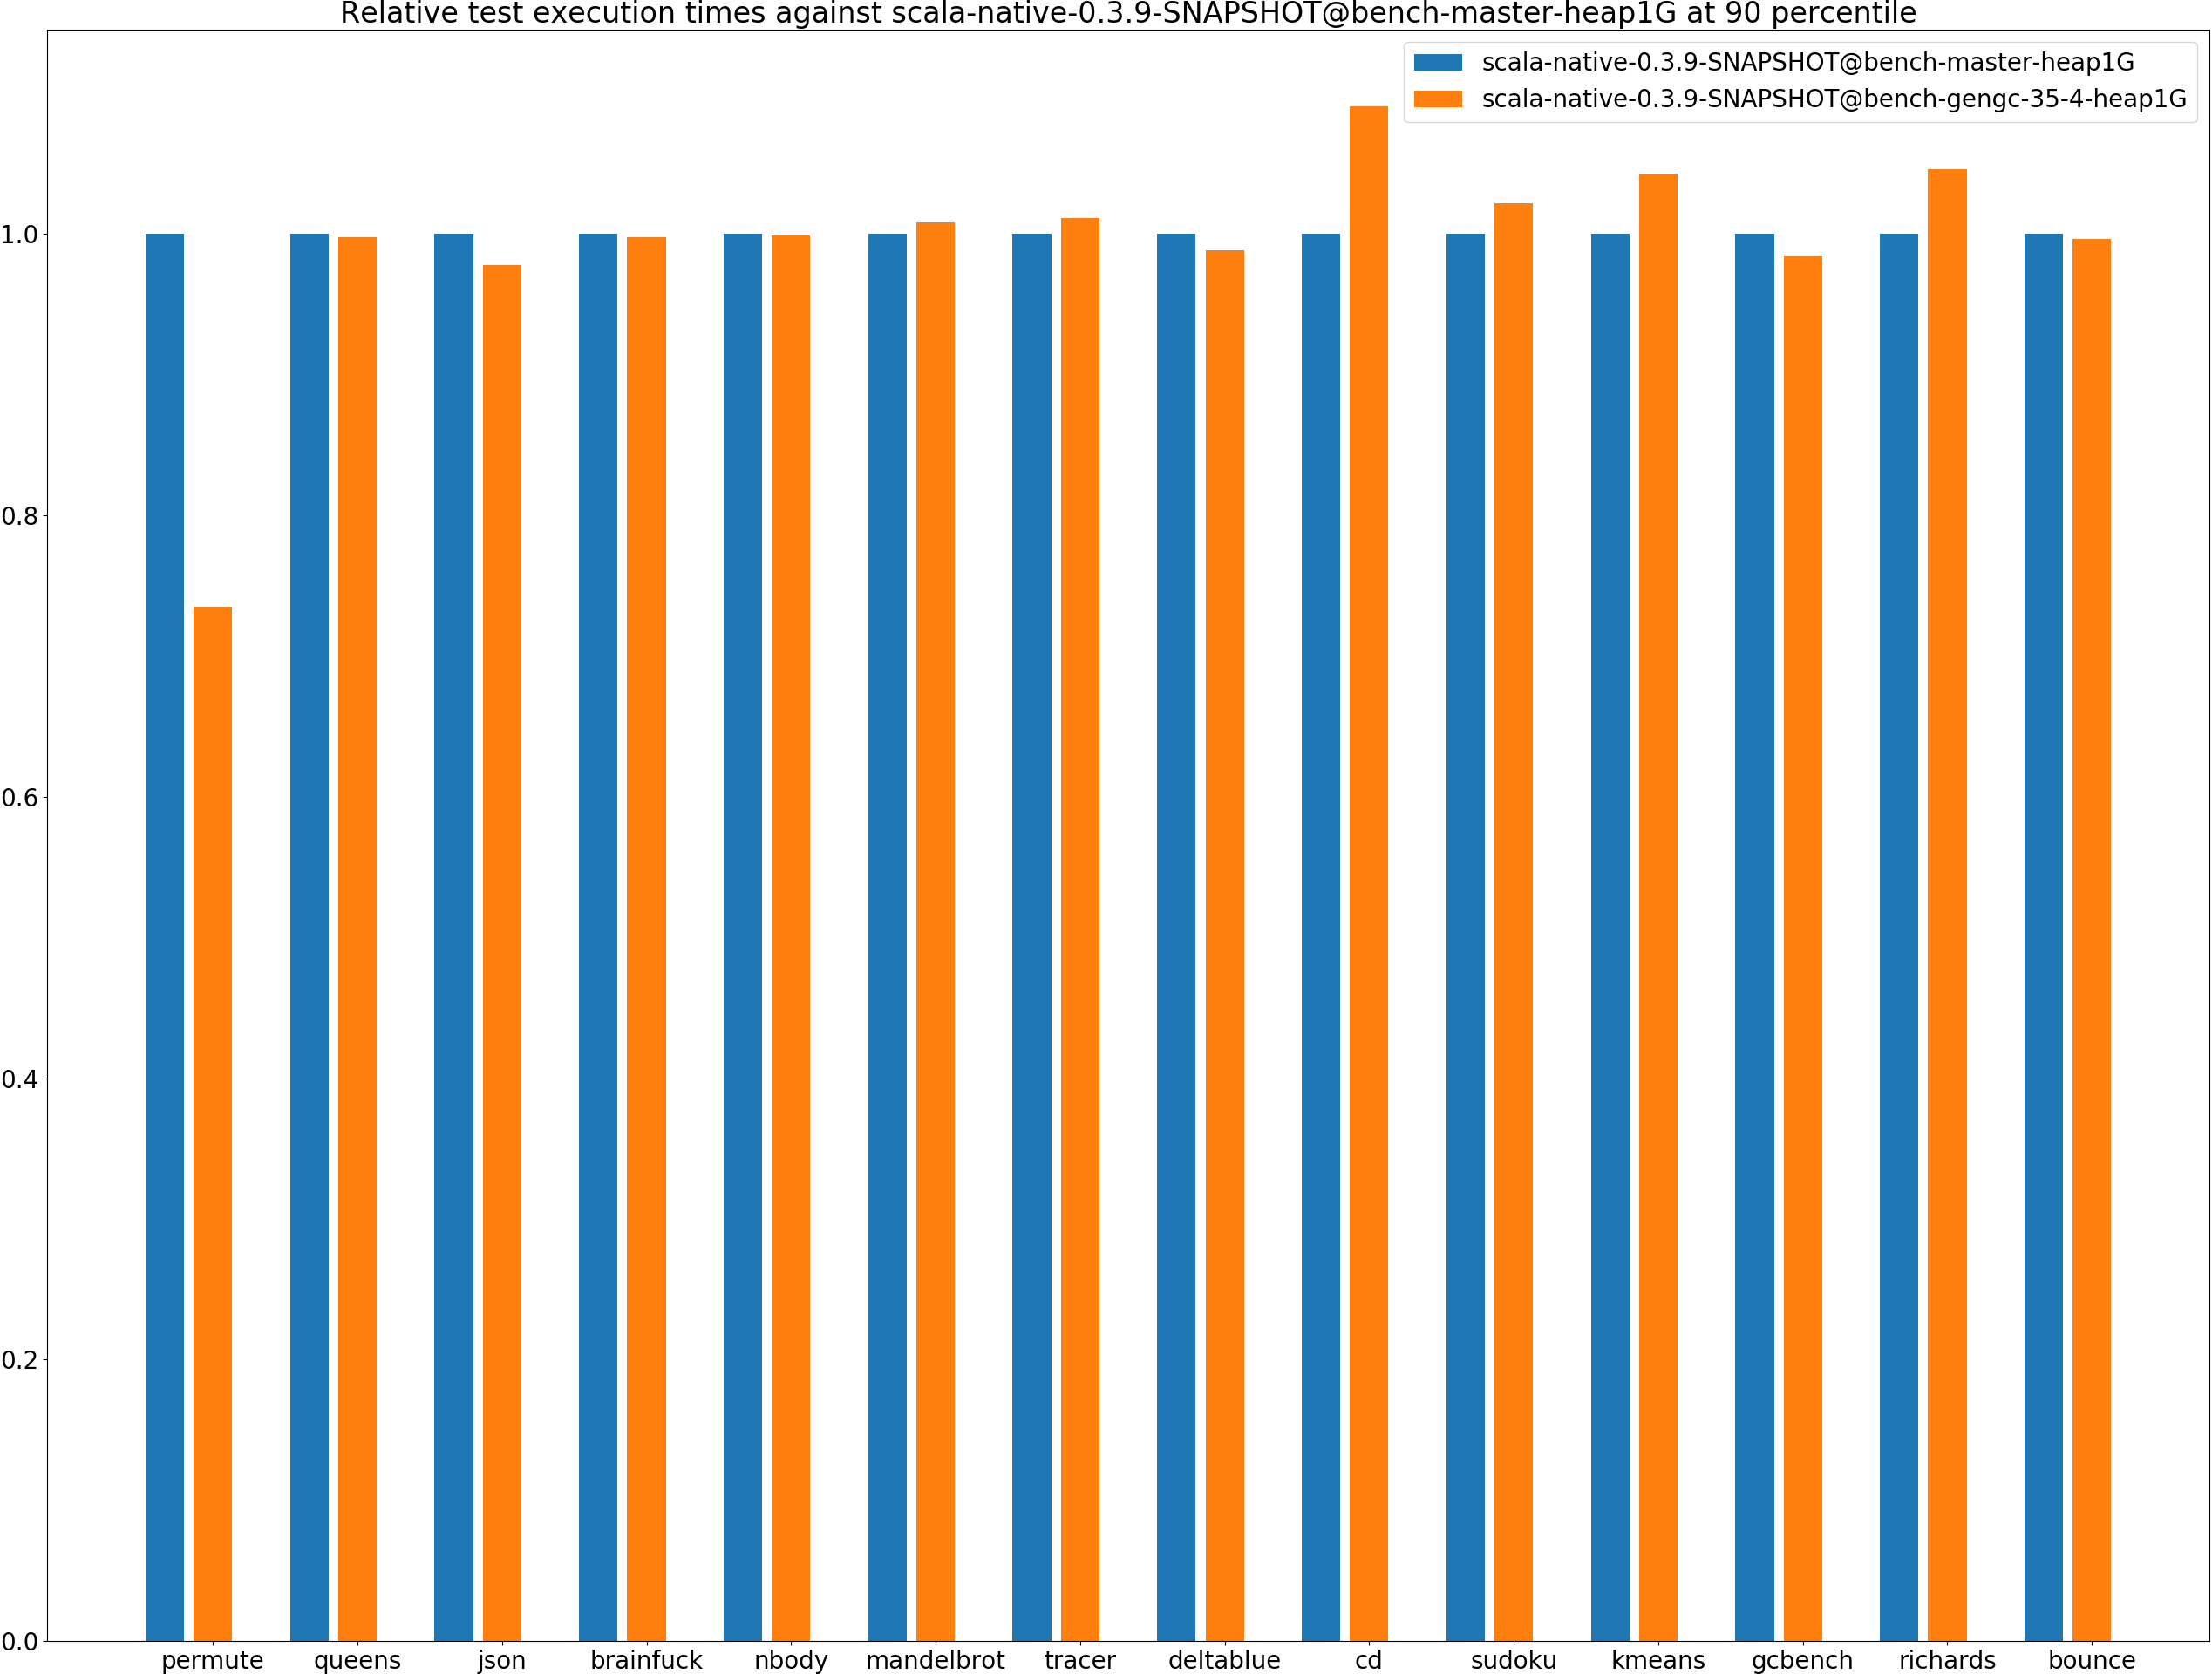 Relative test execution times against scala-native-0.3.9-SNAPSHOT@bench-master-heap1G at 90 percentile
scala-native-0.3.9-SNAPSHOT@bench-master-heap1G
scala-native-0.3.9-SNAPSHOT@bench-gengc-35-4-heap1G
1.0
0.8
0.6
0.4
0.2
0.0
permute queens json brainfuck nbody mandelbrot tracer deltablue cd sudoku kmeans gcbench richards bounce